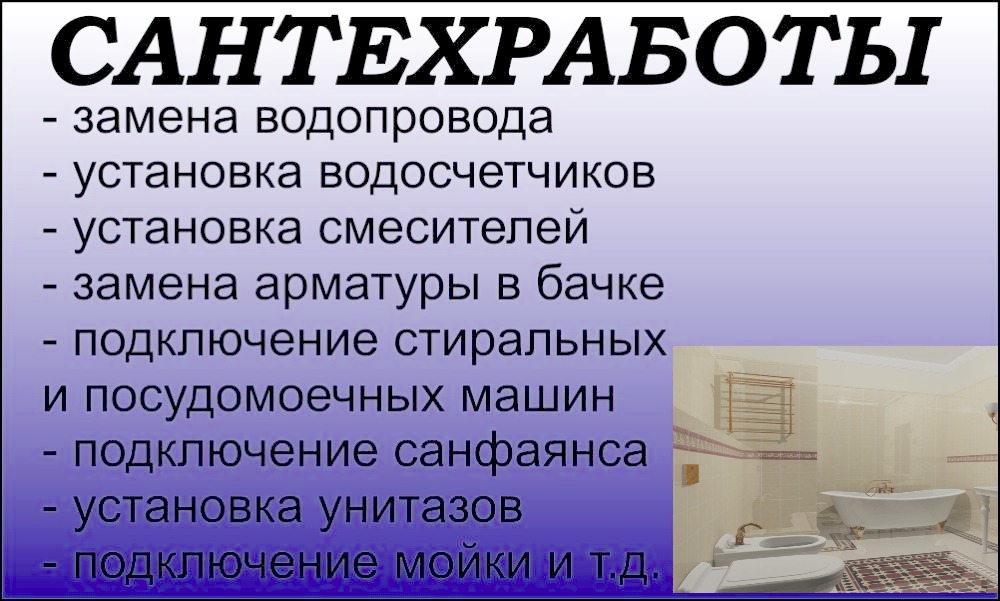 САНТЕХРАБОТЫ
- замена водопровода
- установка водосчетчиков
- установка смесителей
- замена арматуры в бачке
- подключение стиральных
и посудомоечных машин
- подключение санфаянса
- установка унитазов
- подключение мойки и т.д.